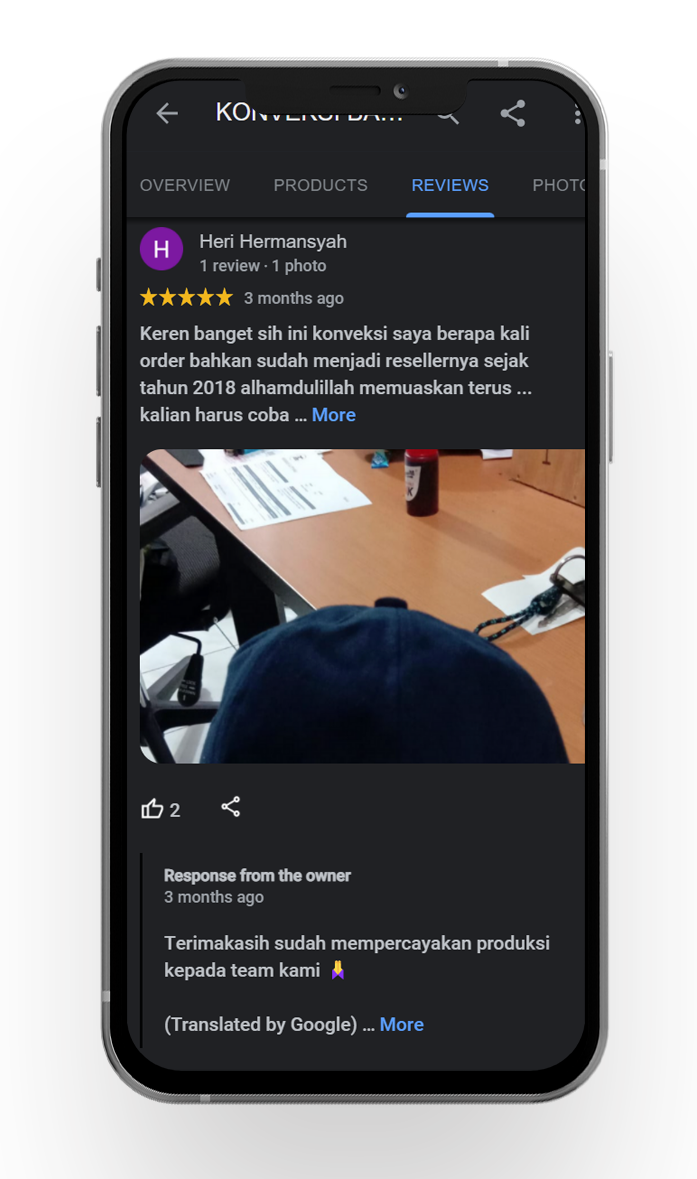 KONVEKSI BA...
OVERVIEW PRODUCTS REVIEWS PHOTO
H
Heri Hermansyah
1 review · 1 photo
3 months ago
Keren banget sih ini konveksi saya berapa kali
order bahkan sudah menjadi resellernya sejak
tahun 2018 alhamdulillah memuaskan terus ...
kalian harus coba ... More
2
Response from the owner
3 months ago
Terimakasih sudah mempercayakan produksi
kepada team kami 🙏
(Translated by Google) ... More